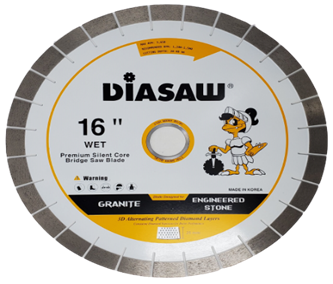 DIASAW®
16"
WET
Premium Silent Core
Bridge Saw Blade
Warning
MADE IN KOREA
GRANITE
ENGINEERED
STONE
3D Alternating Patterned Diamond Layers